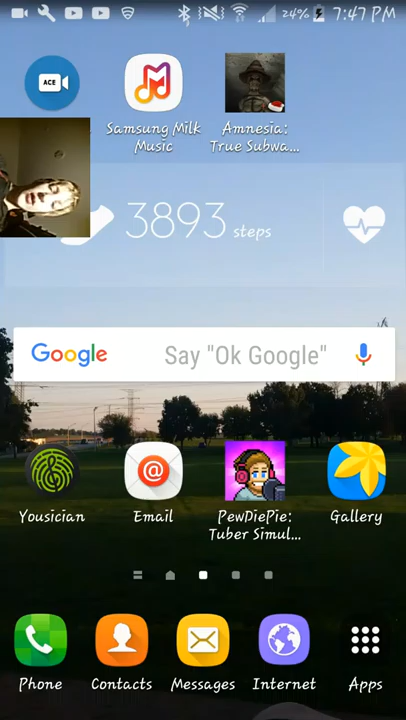 24% 7:47 PM
ACE
Samsung Milk
Music
Amnesia:
True Subwa...
3893 steps
Google Say "Ok Google"
Yousician
Email
PewDiePie:
Tuber Simul...
Gallery
Phone
Contacts
Messages
Internet
Apps